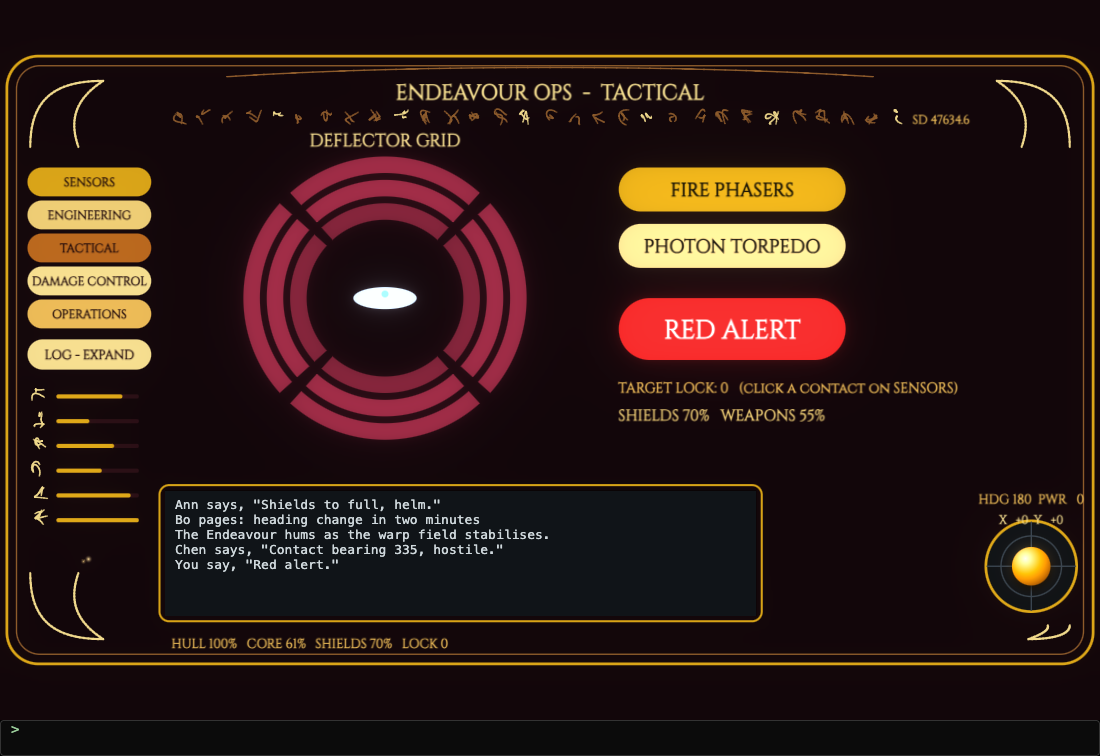 ENDEAVOUR OPS - TACTICAL
SD 47634.6
DEFLECTOR GRID
SENSORS
ENGINEERING
TACTICAL
DAMAGE CONTROL
OPERATIONS
LOG - EXPAND
FIRE PHASERS
PHOTON TORPEDO
RED ALERT
TARGET LOCK: 0 (CLICK A CONTACT ON SENSORS)
SHIELDS 70% WEAPONS 55%
Ann says, "Shields to full, helm."
Bo pages: heading change in two minutes
The Endeavour hums as the warp field stabilises.
Chen says, "Contact bearing 335, hostile."
You say, "Red alert."
HDG 180 PWR 0
X +0 Y +0
HULL 100% CORE 61% SHIELDS 70% LOCK 0
>